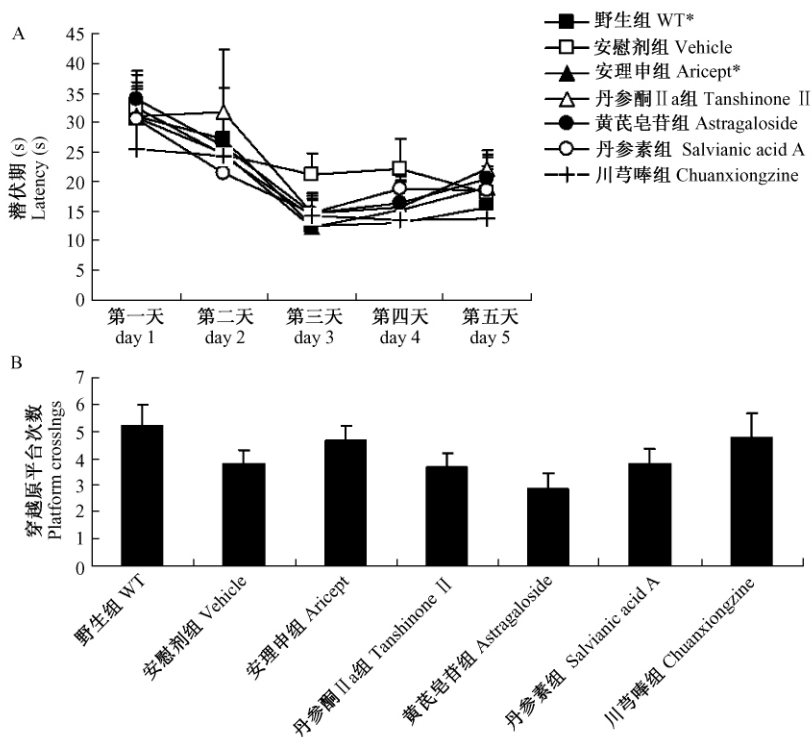 A
潜伏期 (s)
Latency (s)
45
40
35
30
25
20
15
10
5
0
第一天
day 1
第二天
day 2
第三天
day 3
第四天
day 4
第五天
day 5
野生组 WT*
安慰剂组 Vehicle
安理申组 Aricept*
丹参酮Ⅱa组 Tanshinone Ⅱ
黄芪皂苷组 Astragaloside
丹参素组 Salvianic acid A
川芎嗪组 Chuanxiongzine
B
穿越原平台次数
Platform crosslngs
7
6
5
4
3
2
1
0
野生组 WT
安慰剂组 Vehicle
安理申组 Aricept
丹参酮Ⅱa组 Tanshinone Ⅱ
黄芪皂苷组 Astragaloside
丹参素组 Salvianic acid A
川芎嗪组 Chuanxiongzine